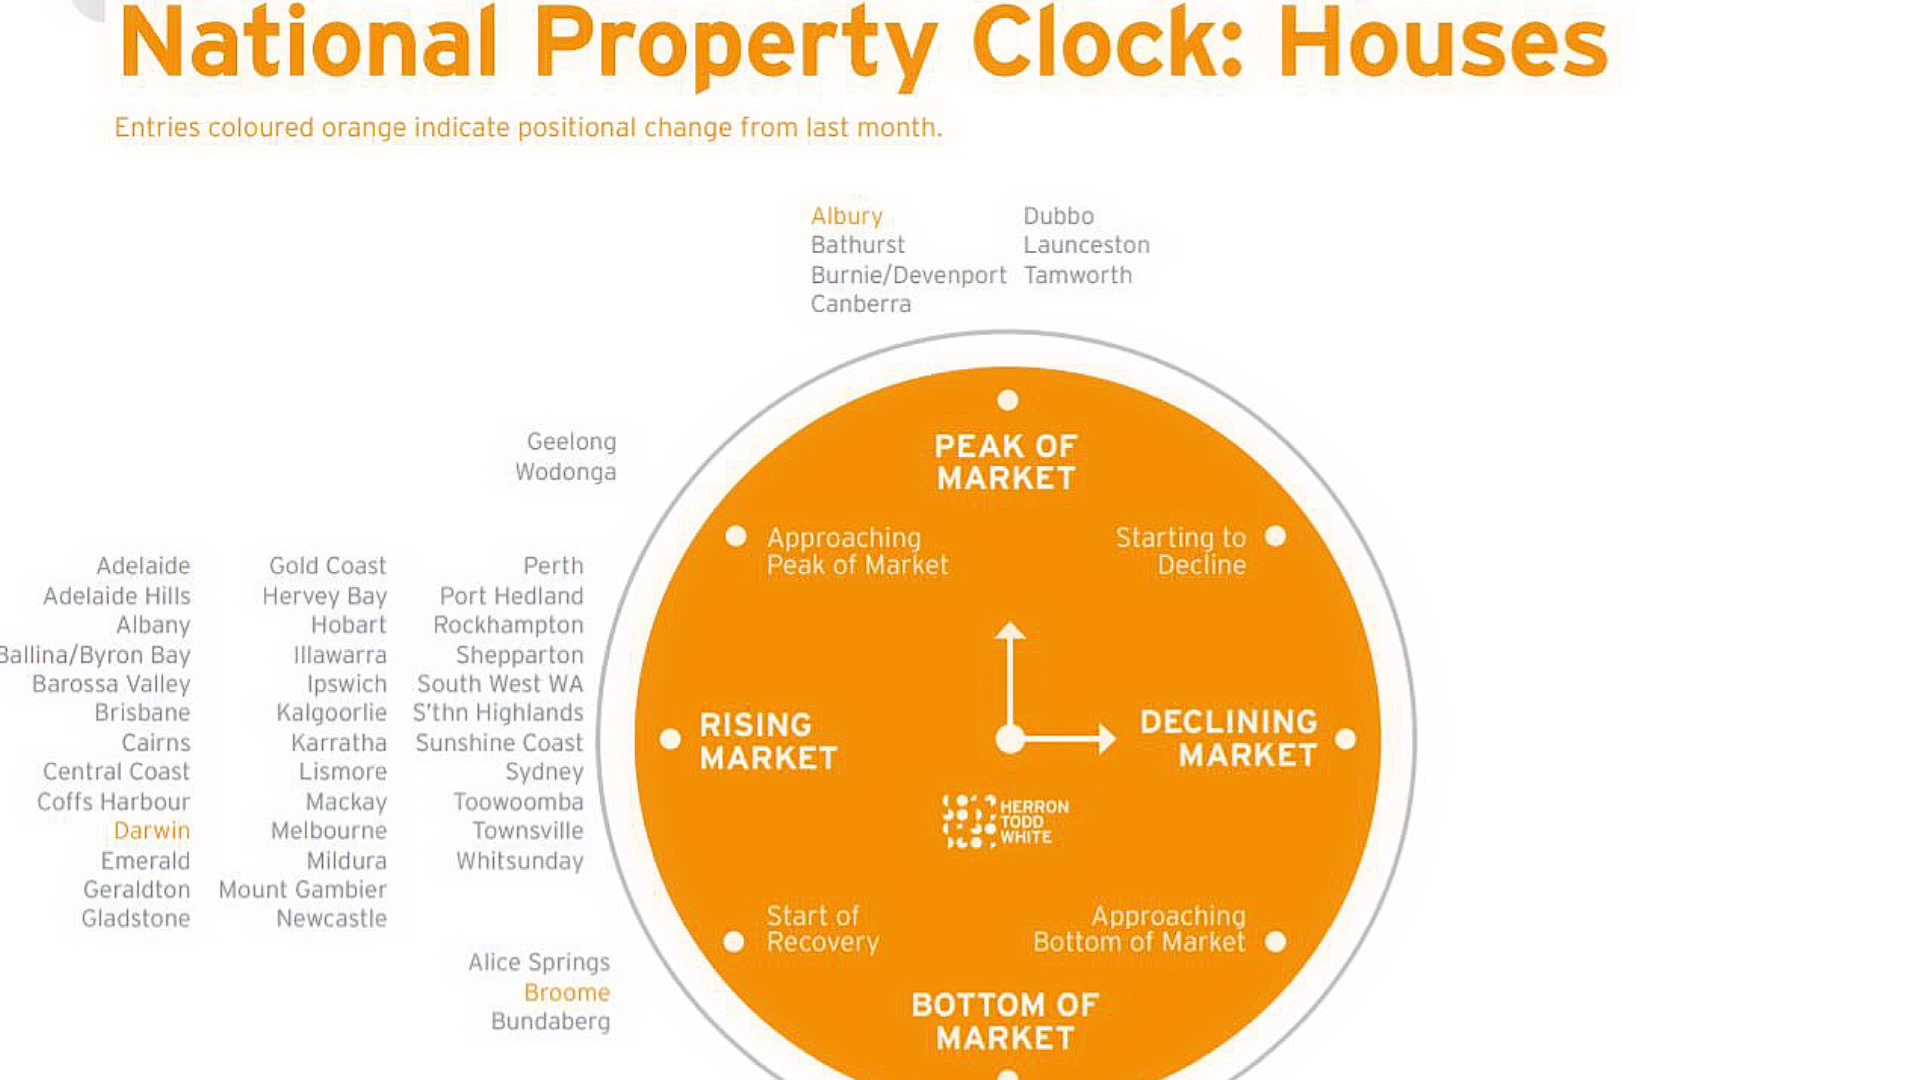 National Property Clock: Houses
Entries coloured orange indicate positional change from last month.
Albury
Bathurst
Burnie/Devenport
Canberra
Dubbo
Launceston
Tamworth
Geelong
Wodonga
Adelaide
Adelaide Hills
Albany
Ballina/Byron Bay
Barossa Valley
Brisbane
Cairns
Central Coast
Coffs Harbour
Darwin
Emerald
Geraldton
Gladstone
Gold Coast
Hervey Bay
Hobart
Illawarra
Ipswich
Kalgoorlie
Karratha
Lismore
Mackay
Melbourne
Mildura
Mount Gambier
Newcastle
Perth
Port Hedland
Rockhampton
Shepparton
South West WA
S'thn Highlands
Sunshine Coast
Sydney
Toowoomba
Townsville
Whitsunday
Alice Springs
Broome
Bundaberg
PEAK OF
MARKET
Approaching
Peak of Market
Starting to
Decline
RISING
MARKET
DECLINING
MARKET
HERRON
TODD
WHITE
Start of
Recovery
Approaching
Bottom of Market
BOTTOM OF
MARKET